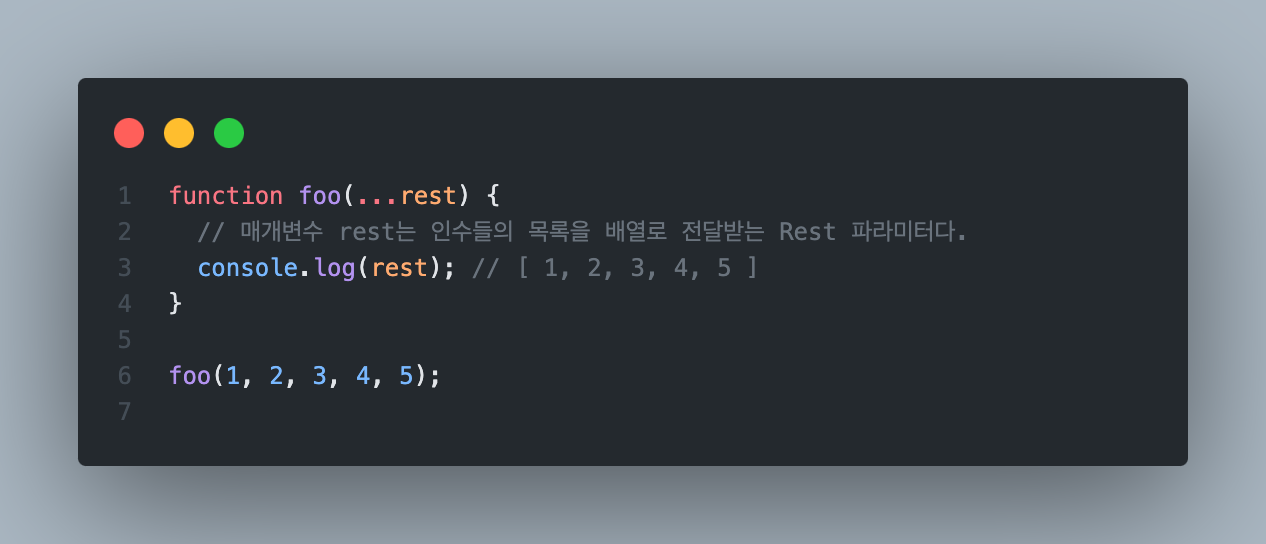 1 function foo(...rest) {
2 // 매개변수 rest는 인수들의 목록을 배열로 전달받는 Rest 파라미터다.
3 console.log(rest); // [ 1, 2, 3, 4, 5 ]
4 }
5
6 foo(1, 2, 3, 4, 5);
7